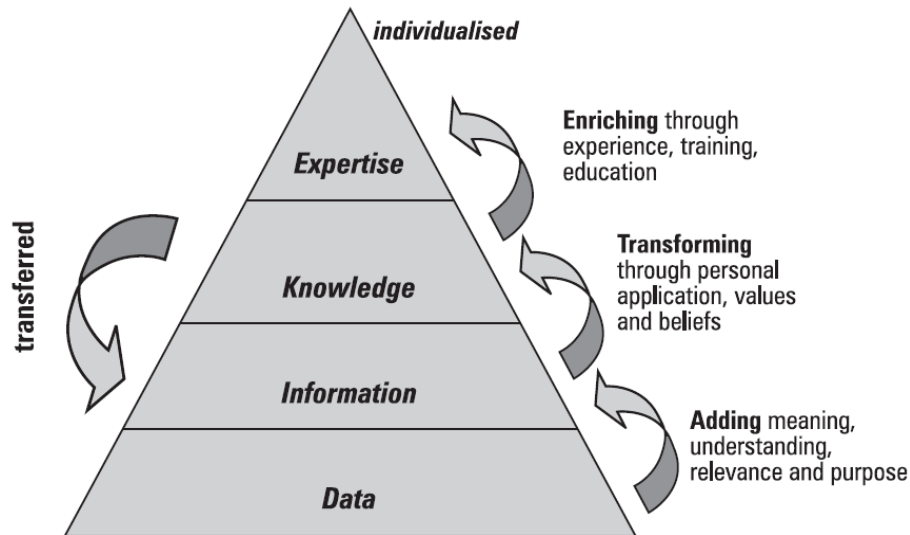 individualised
Enriching through
experience, training,
education
Expertise
transferred
Transforming
through personal
application, values
and beliefs
Knowledge
Information
Adding meaning,
understanding,
relevance and purpose
Data